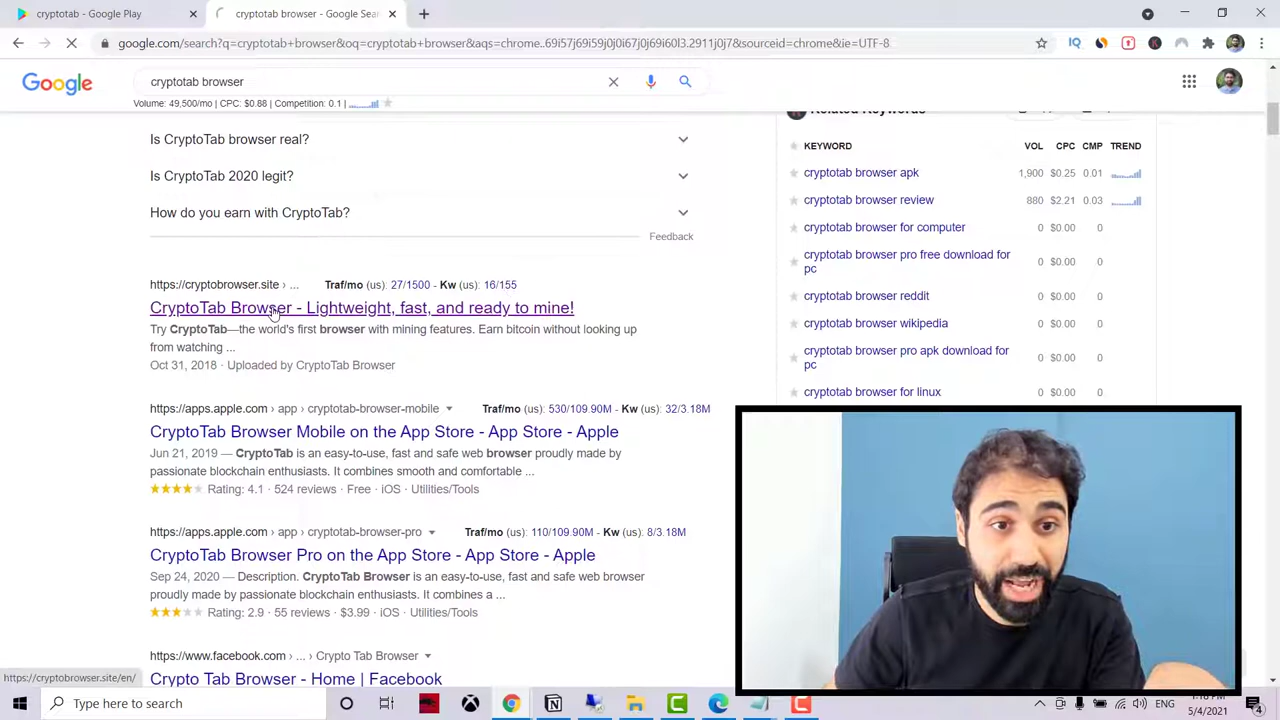 cryptotab - Google Play
cryptotab browser - Google Sea
google.com/search?q=cryptotab+browser&oq=cryptotab+browser&aqs=chrome..69i57j69i59j0j0i67j0j69i60l3.2911j0j7&sourceid=chrome&ie=UTF-8
Google
cryptotab browser
Volume: 49,500/mo | CPC: $0.88 | Competition: 0.1 |
Is CryptoTab browser real?
Is CryptoTab 2020 legit?
How do you earn with CryptoTab?
Feedback
https://cryptobrowser.site › ... Traf/mo (us): 27/1500 - Kw (us): 16/155
CryptoTab Browser - Lightweight, fast, and ready to mine!
Try CryptoTab—the world's first browser with mining features. Earn bitcoin without looking up
from watching ...
Oct 31, 2018 · Uploaded by CryptoTab Browser
https://apps.apple.com › app › cryptotab-browser-mobile Traf/mo (us): 530/109.90M - Kw (us): 32/3.18M
CryptoTab Browser Mobile on the App Store - App Store - Apple
Jun 21, 2019 — CryptoTab is an easy-to-use, fast and safe web browser proudly made by
passionate blockchain enthusiasts. It combines smooth and comfortable ...
Rating: 4.1 · 524 reviews · Free · iOS · Utilities/Tools
https://apps.apple.com › app › cryptotab-browser-pro Traf/mo (us): 110/109.90M - Kw (us): 8/3.18M
CryptoTab Browser Pro on the App Store - App Store - Apple
Sep 24, 2020 — Description. CryptoTab Browser is an easy-to-use, fast and safe web browser
proudly made by passionate blockchain enthusiasts. It combines a ...
Rating: 2.9 · 55 reviews · $3.99 · iOS · Utilities/Tools
https://www.facebook.com › ... › Crypto Tab Browser
Crypto Tab Browser - Home | Facebook
Related Keywords
KEYWORD VOL CPC CMP TREND
cryptotab browser apk 1,900 $0.25 0.01
cryptotab browser review 880 $2.21 0.03
cryptotab browser for computer 0 $0.00 0
cryptotab browser pro free download for
pc 0 $0.00 0
cryptotab browser reddit 0 $0.00 0
cryptotab browser wikipedia 0 $0.00 0
cryptotab browser pro apk download for
pc 0 $0.00 0
cryptotab browser for linux 0 $0.00 0
https://cryptobrowser.site/en/
Type here to search
ENG
1:16 PM
5/4/2021
4